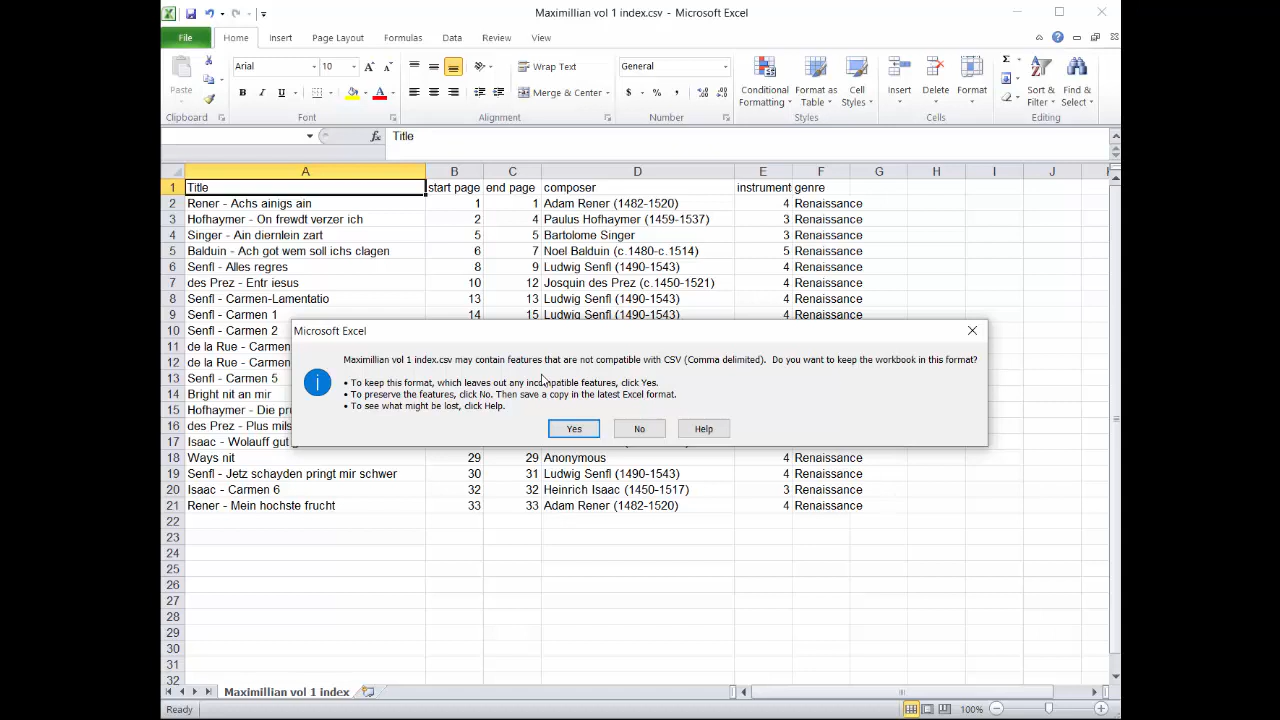 Maximillian vol 1 index.csv - Microsoft Excel
File Home Insert Page Layout Formulas Data Review View
Paste
Arial 10
B I U
Wrap Text
Merge & Center
General
$ % ,
Conditional Formatting
Format as Table
Cell Styles
Insert
Delete
Format
Σ
Sort & Filter
Find & Select
Clipboard Font Alignment Number Styles Cells Editing
fx Title
A B C D E F G H I J
1 Title start page end page composer instrument genre
2 Rener - Achs ainigs ain 1 1 Adam Rener (1482-1520) 4 Renaissance
3 Hofhaymer - On frewdt verzer ich 2 4 Paulus Hofhaymer (1459-1537) 3 Renaissance
4 Singer - Ain diernlein zart 5 5 Bartolome Singer 3 Renaissance
5 Balduin - Ach got wem soll ichs clagen 6 7 Noel Balduin (c.1480-c.1514) 5 Renaissance
6 Senfl - Alles regres 8 9 Ludwig Senfl (1490-1543) 4 Renaissance
7 des Prez - Entr iesus 10 12 Josquin des Prez (c.1450-1521) 4 Renaissance
8 Senfl - Carmen-Lamentatio 13 13 Ludwig Senfl (1490-1543) 4 Renaissance
9 Senfl - Carmen 1 14 15 Ludwig Senfl (1490-1543) 4 Renaissance
10 Senfl - Carmen 2
11 de la Rue - Carmen
12 de la Rue - Carmen
13 Senfl - Carmen 5
14 Bright nit an mir
15 Hofhaymer - Die
16 des Prez - Plus
17 Isaac - Wolauff gut
Microsoft Excel
Maximillian vol 1 index.csv may contain features that are not compatible with CSV (Comma delimited). Do you want to keep the workbook in this format?
• To keep this format, which leaves out any incompatible features, click Yes.
• To preserve the features, click No. Then save a copy in the latest Excel format.
• To see what might be lost, click Help.
Yes No Help
18 Ways nit 29 29 Anonymous 4 Renaissance
19 Senfl - Jetz schayden pringt mir schwer 30 31 Ludwig Senfl (1490-1543) 4 Renaissance
20 Isaac - Carmen 6 32 32 Heinrich Isaac (1450-1517) 3 Renaissance
21 Rener - Mein hochste frucht 33 33 Adam Rener (1482-1520) 4 Renaissance
22
23
24
25
26
27
28
29
30
31
32
Maximillian vol 1 index
Ready 100%